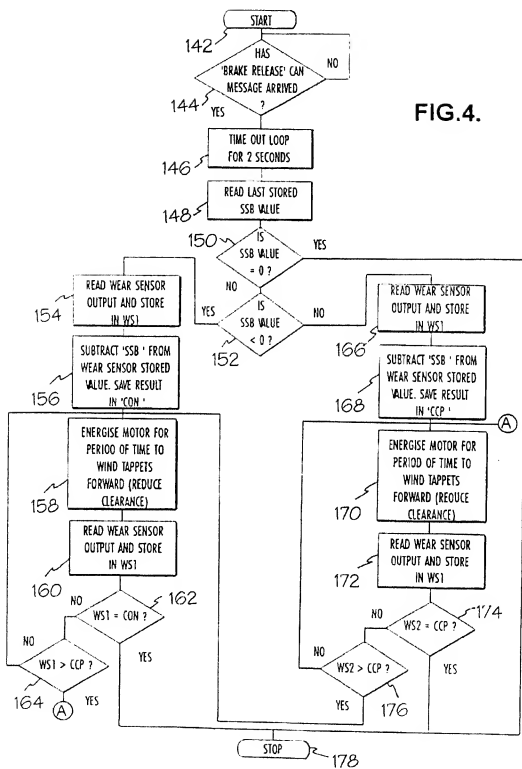 START
142
HAS
'BRAKE RELEASE' CAN
MESSAGE ARRIVED
?
NO
144
YES
FIG.4.
TIME OUT LOOP
FOR 2 SECONDS
146
READ LAST STORED
SSB VALUE
148
150
IS
SSB VALUE
= 0 ?
YES
NO
154
READ WEAR SENSOR
OUTPUT AND STORE
IN WS1
YES
IS
SSB VALUE
< 0 ?
152
NO
READ WEAR SENSOR
OUTPUT AND STORE
IN WS1
166
SUBTRACT 'SSB ' FROM
WEAR SENSOR STORED
VALUE. SAVE RESULT
IN 'CON '
156
SUBTRACT 'SSB ' FROM
WEAR SENSOR STORED
VALUE. SAVE RESULT
IN 'CCP '
168
A
ENERGISE MOTOR FOR
PERIOD OF TIME TO
WIND TAPPETS
FORWARD (REDUCE
CLEARANCE)
158
ENERGISE MOTOR FOR
PERIOD OF TIME TO
WIND TAPPETS
FORWARD (REDUCE
CLEARANCE)
170
READ WEAR SENSOR
OUTPUT AND STORE
IN WS1
160
READ WEAR SENSOR
OUTPUT AND STORE
IN WS1
172
NO
162
WS1 = CON ?
YES
NO
174
WS2 = CCP ?
YES
NO
WS1 > CCP ?
164
YES
A
NO
WS2 > CCP ?
YES
176
STOP
178